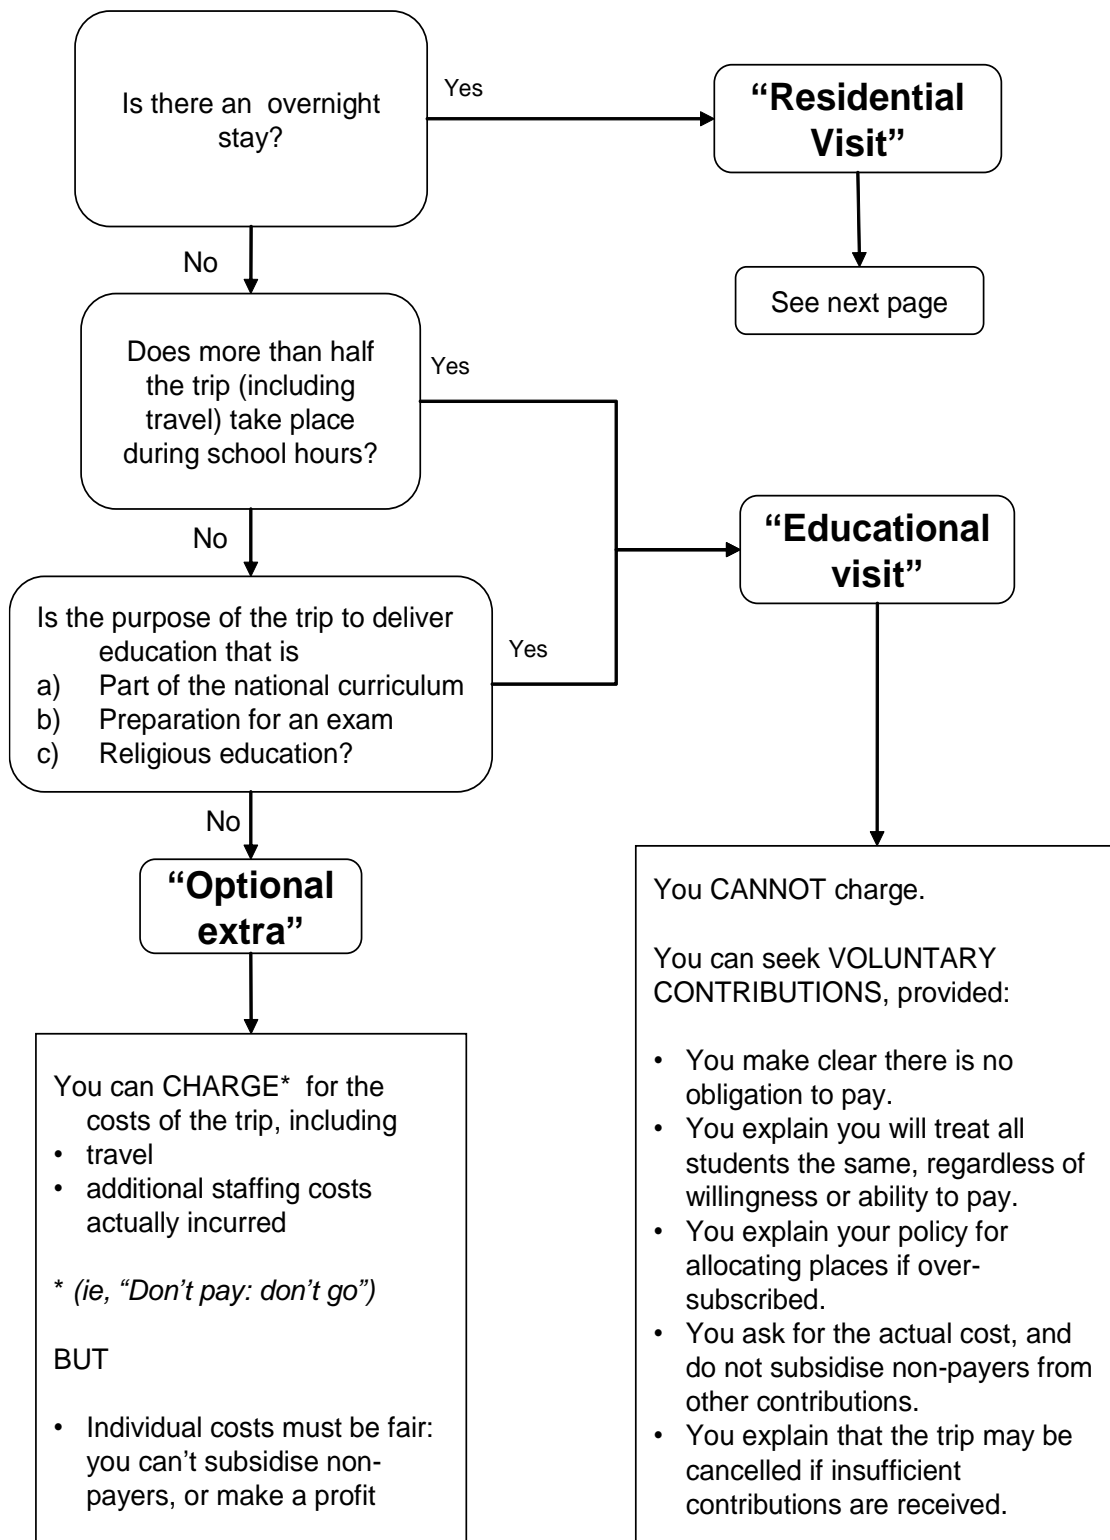 Is there an  overnight
stay?
Yes
“Residential
Visit”
See next page
No
Does more than half
the trip (including
travel) take place
during school hours?
Yes
No
“Educational
visit”
Is the purpose of the trip to deliver
education that is
a) Part of the national curriculum
b) Preparation for an exam
c) Religious education?
Yes
No
“Optional
extra”
You can CHARGE*  for the
costs of the trip, including
• travel
• additional staffing costs
actually incurred
* (ie, “Don’t pay: don’t go”)
BUT
• Individual costs must be fair:
you can’t subsidise non-
payers, or make a profit
You CANNOT charge.
You can seek VOLUNTARY
CONTRIBUTIONS, provided:
• You make clear there is no
obligation to pay.
• You explain you will treat all
students the same, regardless of
willingness or ability to pay.
• You explain your policy for
allocating places if over-
subscribed.
• You ask for the actual cost, and
do not subsidise non-payers from
other contributions.
• You explain that the trip may be
cancelled if insufficient
contributions are received.